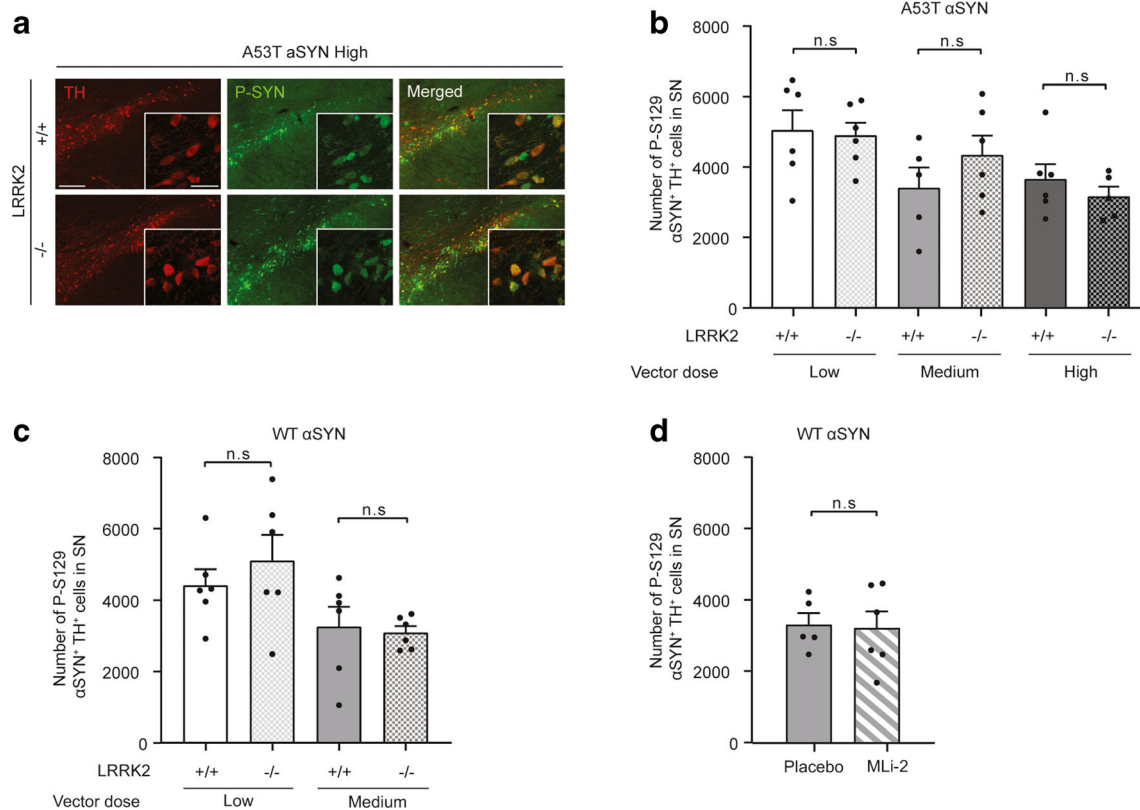 a
A53T aSYN High
LRRK2
+/+
-/-
TH
P-SYN
Merged
b
A53T αSYN
Number of P-S129
αSYN⁺ TH⁺ cells in SN
8000
6000
4000
2000
0
n.s
n.s
n.s
LRRK2 +/+ -/- +/+ -/- +/+ -/-
Vector dose Low Medium High
c
WT αSYN
Number of P-S129
αSYN⁺ TH⁺ cells in SN
8000
6000
4000
2000
0
n.s
n.s
LRRK2 +/+ -/- +/+ -/-
Vector dose Low Medium
d
WT αSYN
Number of P-S129
αSYN⁺ TH⁺ cells in SN
8000
6000
4000
2000
0
n.s
Placebo MLi-2